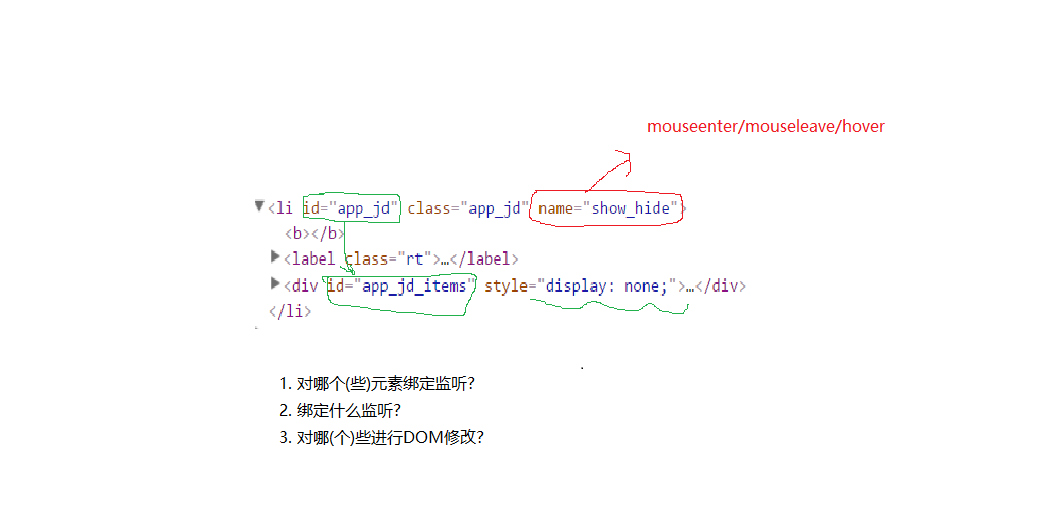 mouseenter/mouseleave/hover
▼<li id="app_jd" class="app_jd" name="show_hide">
<b></b>
▶<label class="rt">…</label>
▶<div id="app_jd_items" style="display: none;">…</div>
</li>
1. 对哪个(些)元素绑定监听?
2. 绑定什么监听?
3. 对哪(个)些进行DOM修改?